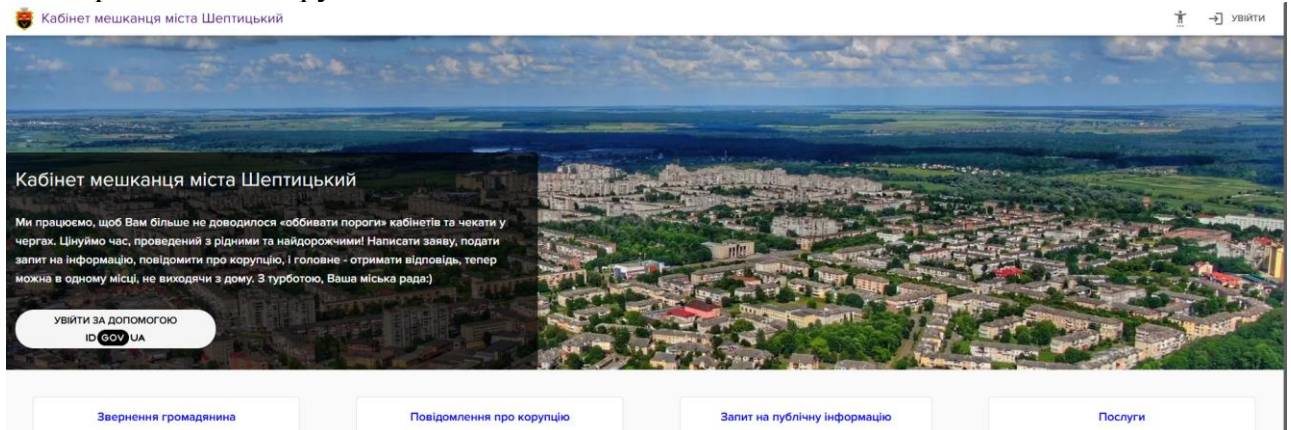 Кабінет мешканця міста Шептицький
УВІЙТИ
Кабінет мешканця міста Шептицький
Ми працюємо, щоб Вам більше не доводилося «оббивати пороги» кабінетів та чекати у
чергах. Цінуймо час, проведений з рідними та найдорожчими! Написати заяву, подати
запит на інформацію, повідомити про корупцію, і головне - отримати відповідь, тепер
можна в одному місці, не виходячи з дому. З турботою, Ваша міська рада:)
УВІЙТИ ЗА ДОПОМОГОЮ
ID GOV UA
Звернення громадянина
Повідомлення про корупцію
Запит на публічну інформацію
Послуги